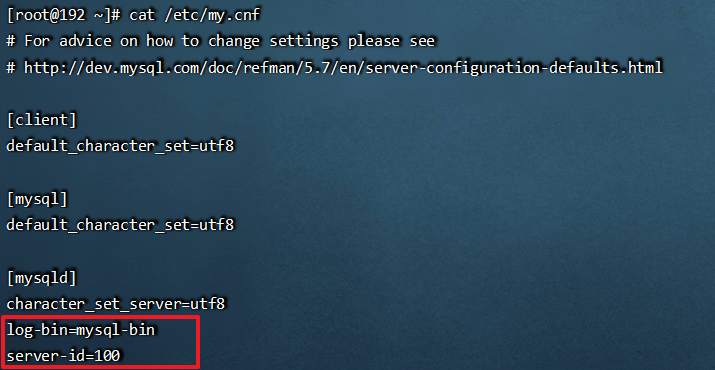 [root@192 ~]# cat /etc/my.cnf
# For advice on how to change settings please see
# http://dev.mysql.com/doc/refman/5.7/en/server-configuration-defaults.html
[client]
default_character_set=utf8
[mysql]
default_character_set=utf8
[mysqld]
character_set_server=utf8
log-bin=mysql-bin
server-id=100